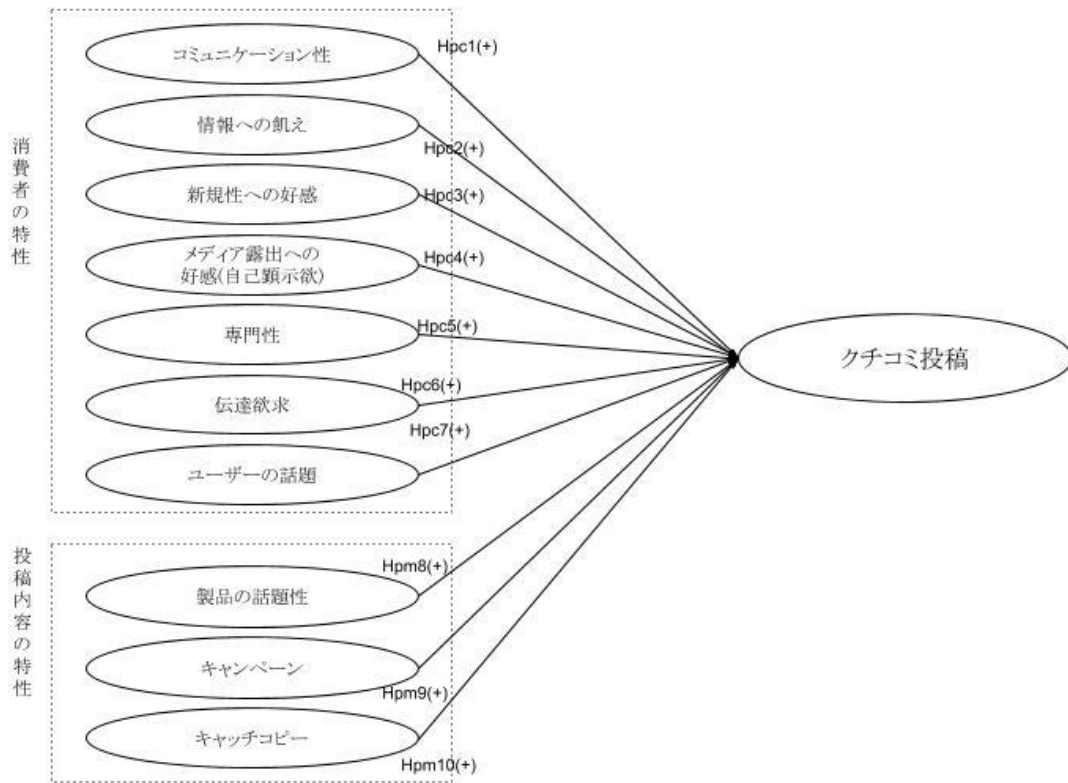 消費者の特性
コミュニケーション性
Hpc1(+)
情報への飢え
Hpc2(+)
新規性への好感
Hpc3(+)
メディア露出への
好感(自己顕示欲)
Hpc4(+)
専門性
Hpc5(+)
伝達欲求
Hpc6(+)
ユーザーの話題
Hpc7(+)
クチコミ投稿
投稿内容の特性
製品の話題性
Hpm8(+)
キャンペーン
Hpm9(+)
キャッチコピー
Hpm10(+)